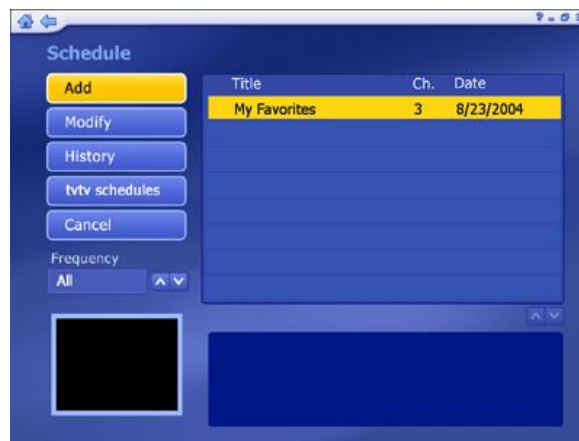 Schedule
Add
Modify
History
tvtv schedules
Cancel
Frequency
All
Title Ch. Date
My Favorites 3 8/23/2004